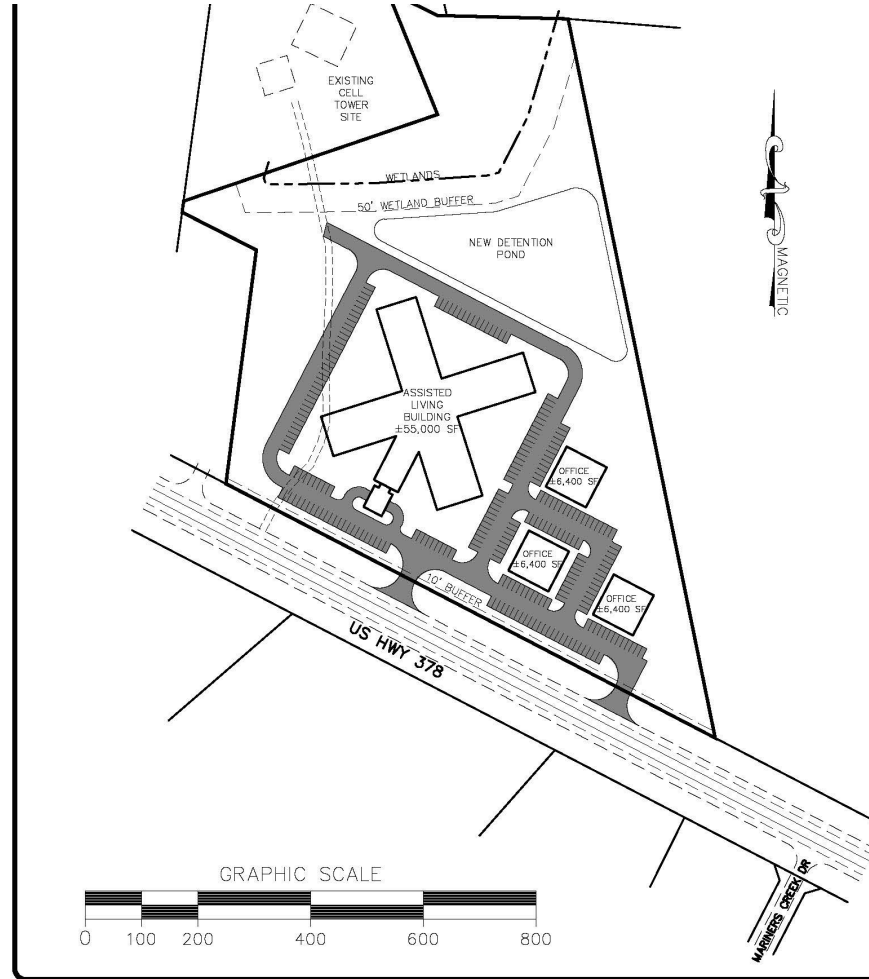 EXISTING
CELL
TOWER
SITE
WETLANDS
50' WETLAND BUFFER
NEW DETENTION
POND
MAGNETIC
ASSISTED
LIVING
BUILDING
±55,000 SF
OFFICE
±6,400 SF
OFFICE
±6,400 SF
OFFICE
±6,400 SF
10' BUFFER
US HWY 378
MARINERS CREEK DR
GRAPHIC SCALE
0 100 200 400 600 800